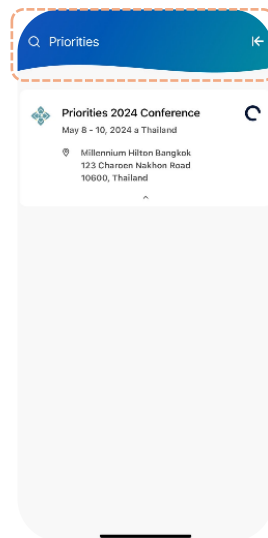 Priorities
Priorities 2024 Conference
May 8 - 10, 2024 a Thailand
Millennium Hilton Bangkok
123 Charoen Nakhon Road
10600, Thailand